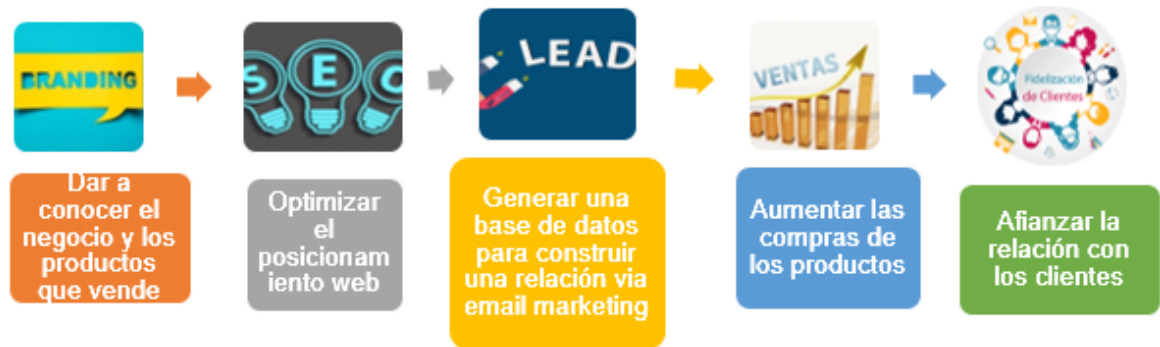 BRANDING
SEO
LEAD
VENTAS
Fidelización
de Clientes
Dar a
conocer el
negocio y los
productos
que vende
Optimizar
el
posicionam
iento web
Generar una
base de datos
para construir
una relación via
email marketing
Aumentar las
compras de
los productos
Afianzar la
relación con
los clientes